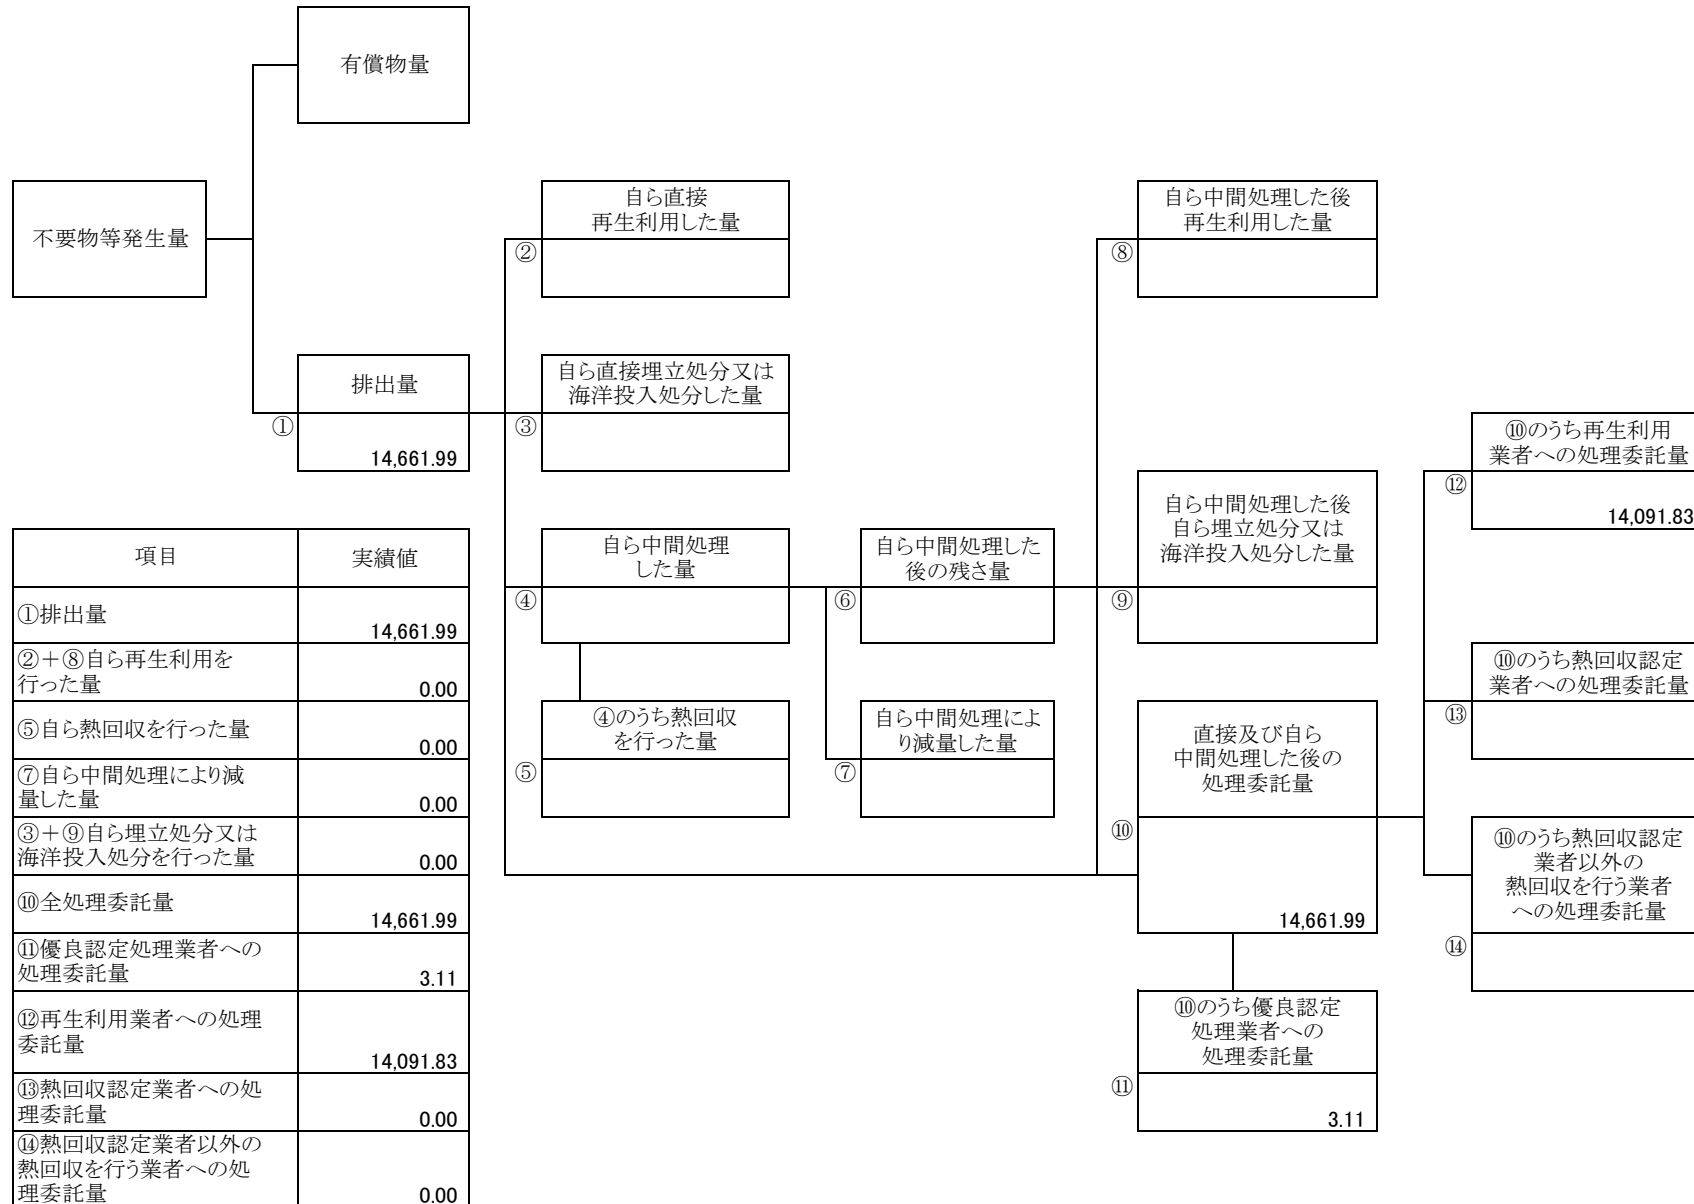 有償物量
不要物等発生量
排出量
①
14,661.99
自ら直接
再生利用した量
②
自ら直接埋立処分又は
海洋投入処分した量
③
自ら中間処理
した量
④
④のうち熱回収
を行った量
⑤
自ら中間処理した
後の残さ量
⑥
自ら中間処理によ
り減量した量
⑦
自ら中間処理した後
再生利用した量
⑧
自ら中間処理した後
自ら埋立処分又は
海洋投入処分した量
⑨
直接及び自ら
中間処理した後の
処理委託量
⑩
14,661.99
⑩のうち優良認定
処理業者への
処理委託量
⑪
3.11
⑩のうち再生利用
業者への処理委託量
⑫
14,091.83
⑩のうち熱回収認定
業者への処理委託量
⑬
⑩のうち熱回収認定
業者以外の
熱回収を行う業者
への処理委託量
⑭
項目 実績値
①排出量 14,661.99
②＋⑧自ら再生利用を
行った量 0.00
⑤自ら熱回収を行った量 0.00
⑦自ら中間処理により減
量した量 0.00
③＋⑨自ら埋立処分又は
海洋投入処分を行った量 0.00
⑩全処理委託量 14,661.99
⑪優良認定処理業者への
処理委託量 3.11
⑫再生利用業者への処理
委託量 14,091.83
⑬熱回収認定業者への処
理委託量 0.00
⑭熱回収認定業者以外の
熱回収を行う業者への処
理委託量 0.00